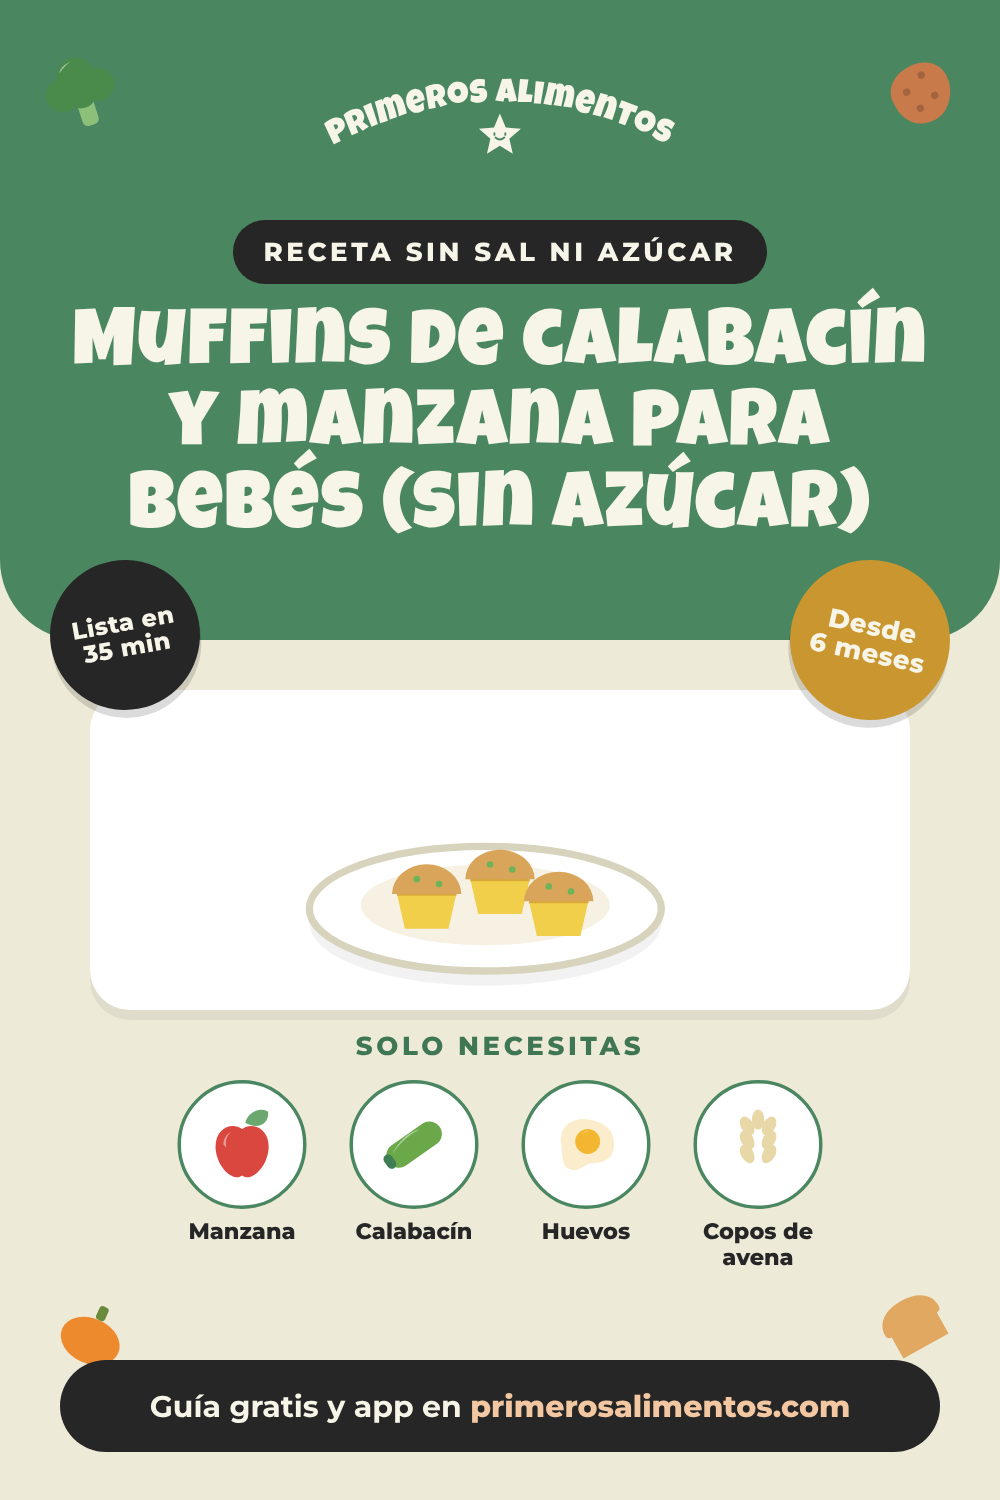 PRIMEROS ALIMENTOS
RECETA SIN SAL NI AZÚCAR
MUFFINS DE CALABACÍN
Y MANZANA PARA
BEBÉS (SIN AZÚCAR)
Lista en
35 min
Desde
6 meses
SOLO NECESITAS
Manzana
Calabacín
Huevos
Copos de
avena
Guía gratis y app en primerosalimentos.com